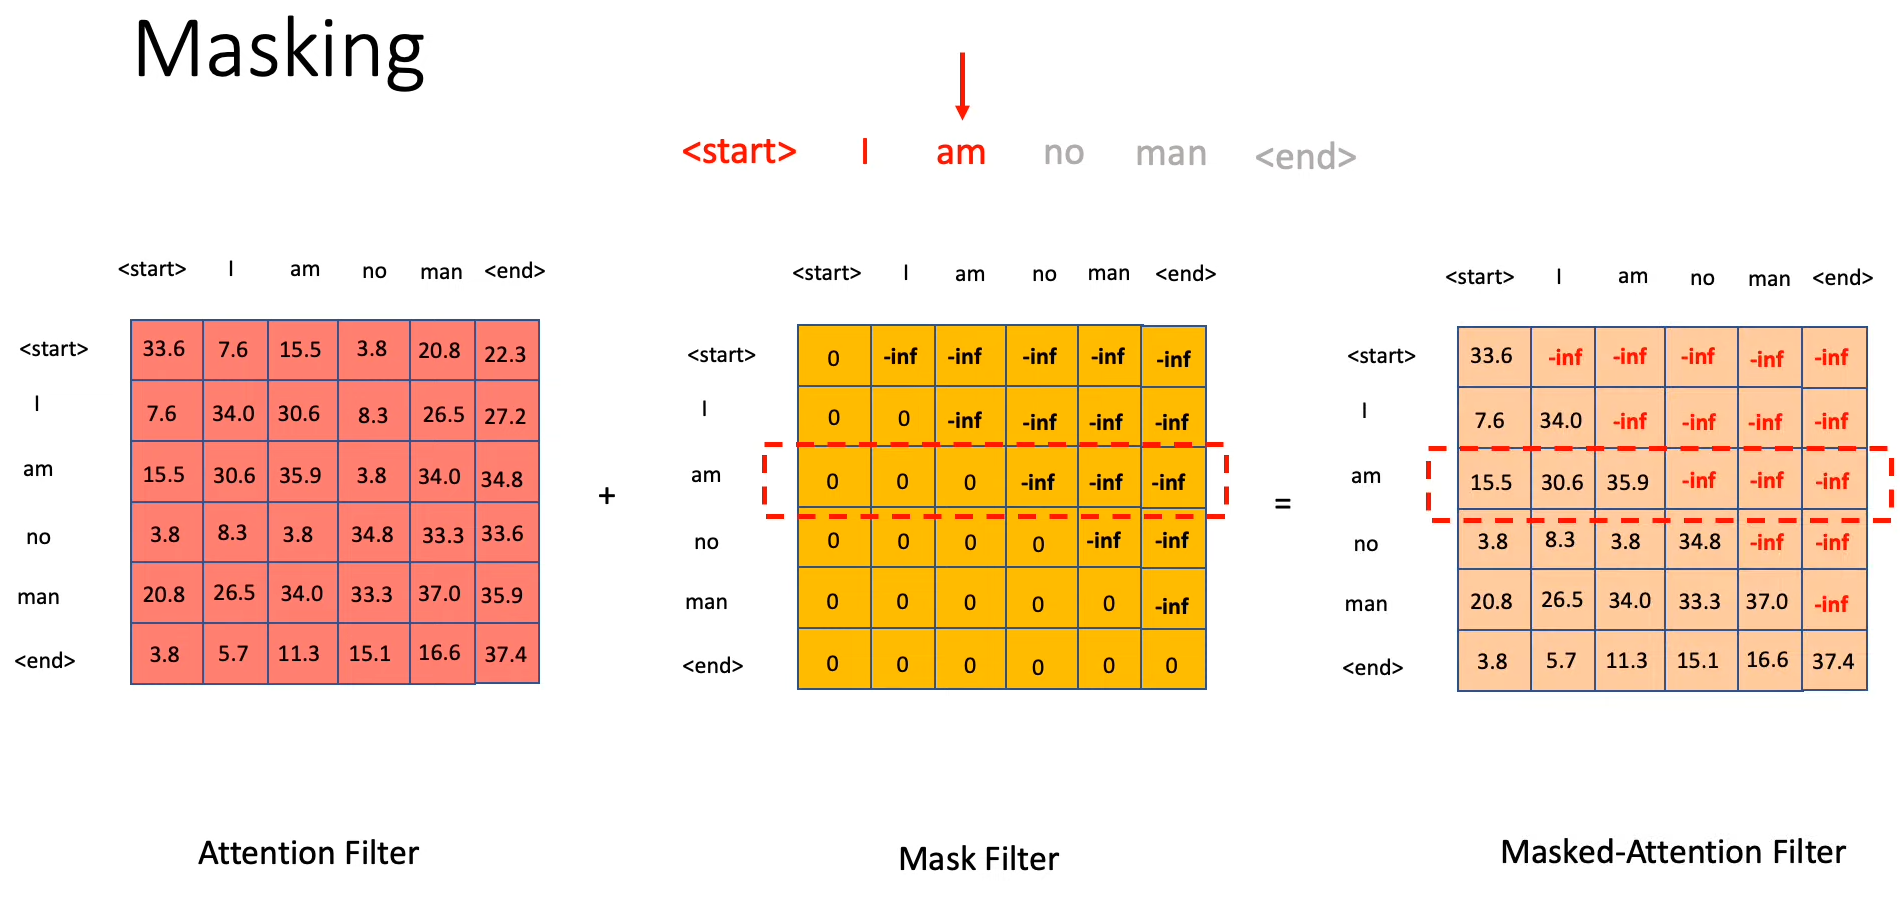 Masking
<start> I am no man <end>
<start> I am no man <end>
<start> 33.6 7.6 15.5 3.8 20.8 22.3
I 7.6 34.0 30.6 8.3 26.5 27.2
am 15.5 30.6 35.9 3.8 34.0 34.8
no 3.8 8.3 3.8 34.8 33.3 33.6
man 20.8 26.5 34.0 33.3 37.0 35.9
<end> 3.8 5.7 11.3 15.1 16.6 37.4
Attention Filter
+
<start> I am no man <end>
<start> 0 -inf -inf -inf -inf -inf
I 0 0 -inf -inf -inf -inf
am 0 0 0 -inf -inf -inf
no 0 0 0 0 -inf -inf
man 0 0 0 0 0 -inf
<end> 0 0 0 0 0 0
Mask Filter
=
<start> I am no man <end>
<start> 33.6 -inf -inf -inf -inf -inf
I 7.6 34.0 -inf -inf -inf -inf
am 15.5 30.6 35.9 -inf -inf -inf
no 3.8 8.3 3.8 34.8 -inf -inf
man 20.8 26.5 34.0 33.3 37.0 -inf
<end> 3.8 5.7 11.3 15.1 16.6 37.4
Masked-Attention Filter